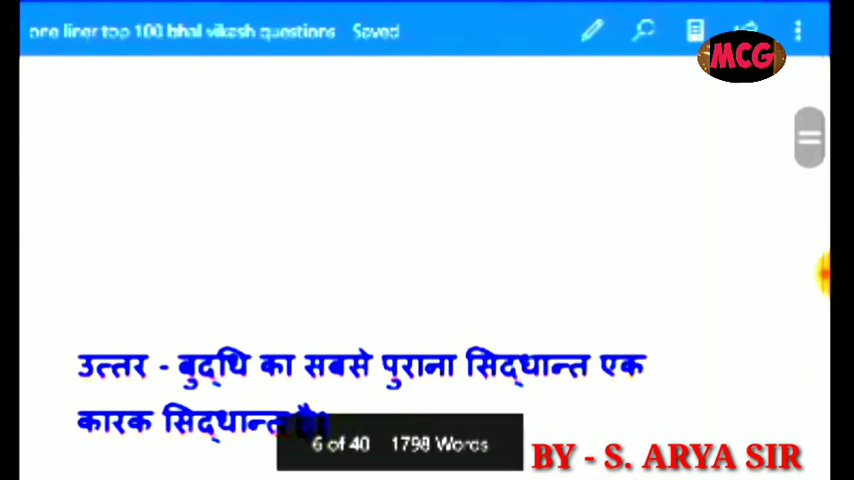 one liner top 100 bhal vikash questions Saved
MCG
उत्तर - बुद्धि का सबसे पुराना सिद्धान्त एक
कारक सिद्धान्त है।
6 of 40 1798 Words
BY - S. ARYA SIR